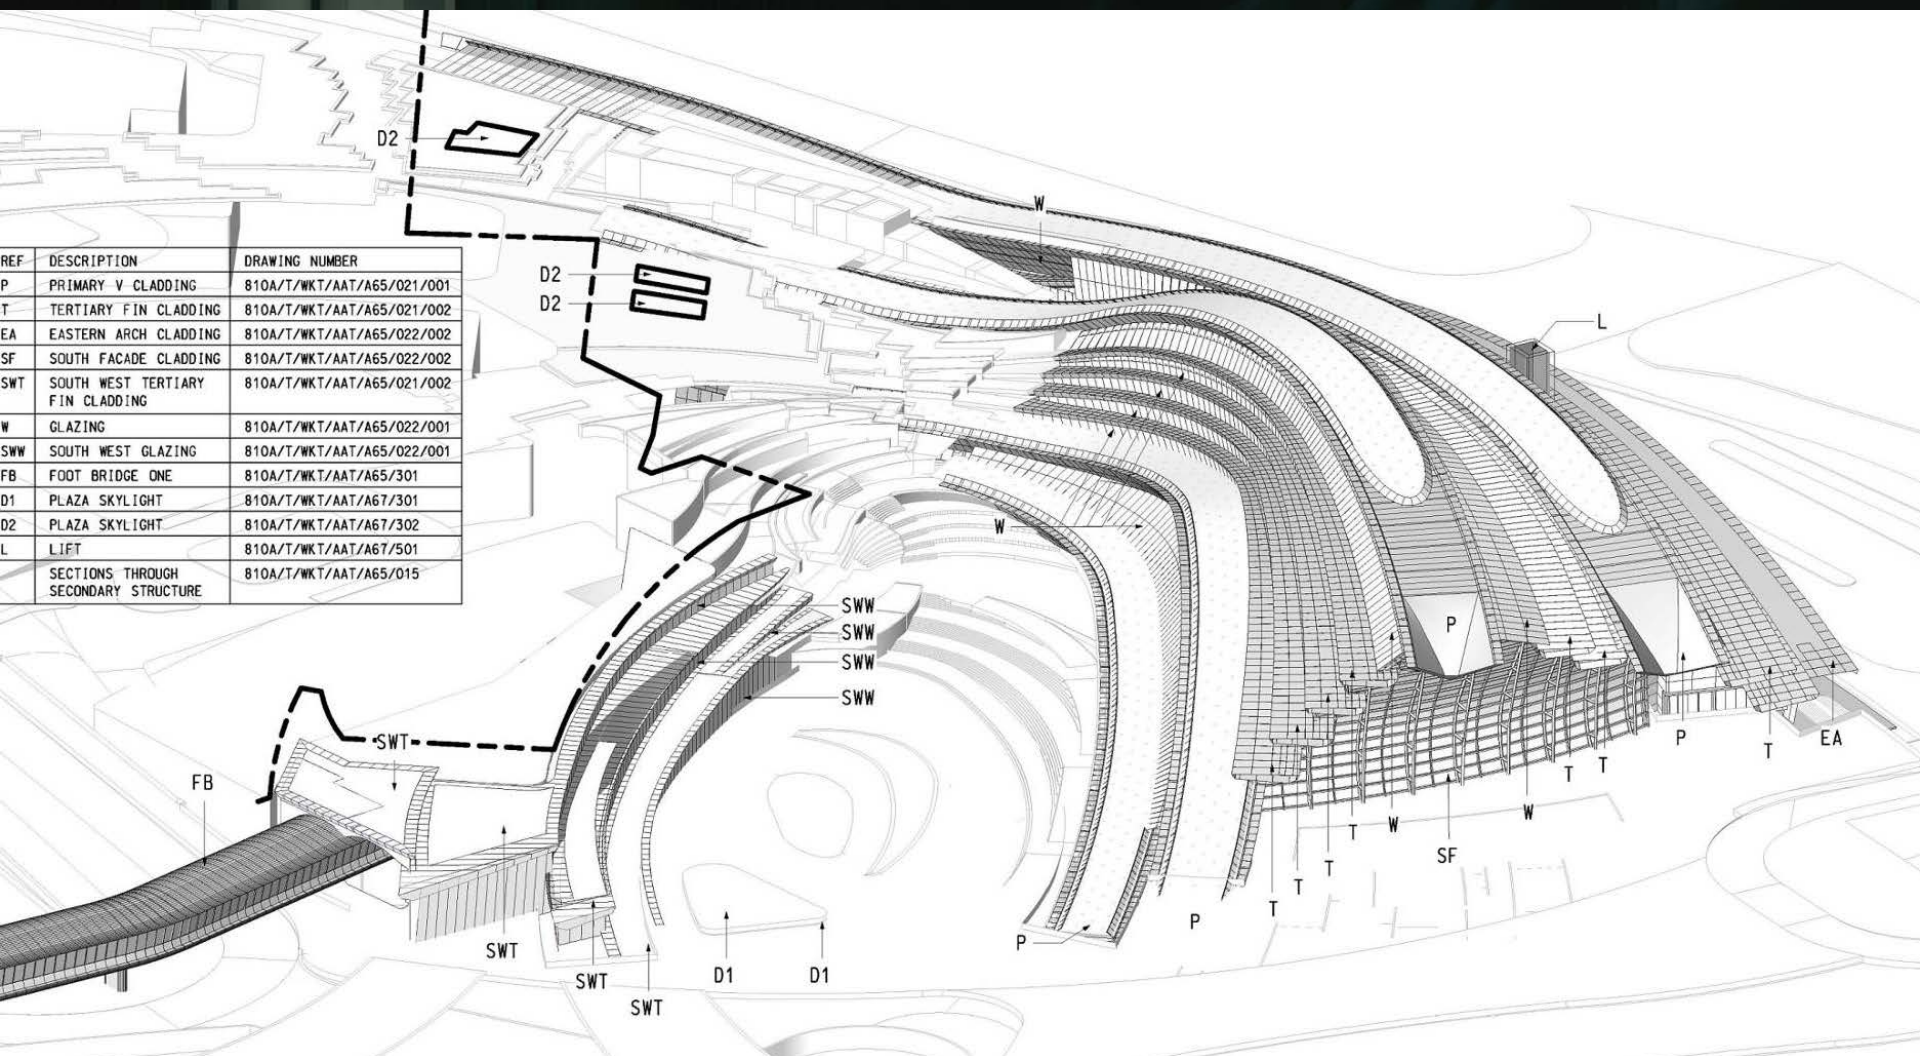 D2
W
REF DESCRIPTION DRAWING NUMBER
P PRIMARY V CLADDING 810A/T/WKT/AAT/A65/021/001
T TERTIARY FIN CLADDING 810A/T/WKT/AAT/A65/021/002
EA EASTERN ARCH CLADDING 810A/T/WKT/AAT/A65/022/002
SF SOUTH FACADE CLADDING 810A/T/WKT/AAT/A65/022/002
SWT SOUTH WEST TERTIARY 810A/T/WKT/AAT/A65/021/002
FIN CLADDING
W GLAZING 810A/T/WKT/AAT/A65/022/001
SWW SOUTH WEST GLAZING 810A/T/WKT/AAT/A65/022/001
FB FOOT BRIDGE ONE 810A/T/WKT/AAT/A65/301
D1 PLAZA SKYLIGHT 810A/T/WKT/AAT/A67/301
D2 PLAZA SKYLIGHT 810A/T/WKT/AAT/A67/302
L LIFT 810A/T/WKT/AAT/A67/501
SECTIONS THROUGH 810A/T/WKT/AAT/A65/015
SECONDARY STRUCTURE
D2
D2
L
W
SWW
SWW
SWW
SWW
P
SWT
FB
P
T
EA
T
T
W
W
T
SF
T
T
T
P
P
SWT
SWT
SWT
D1
D1